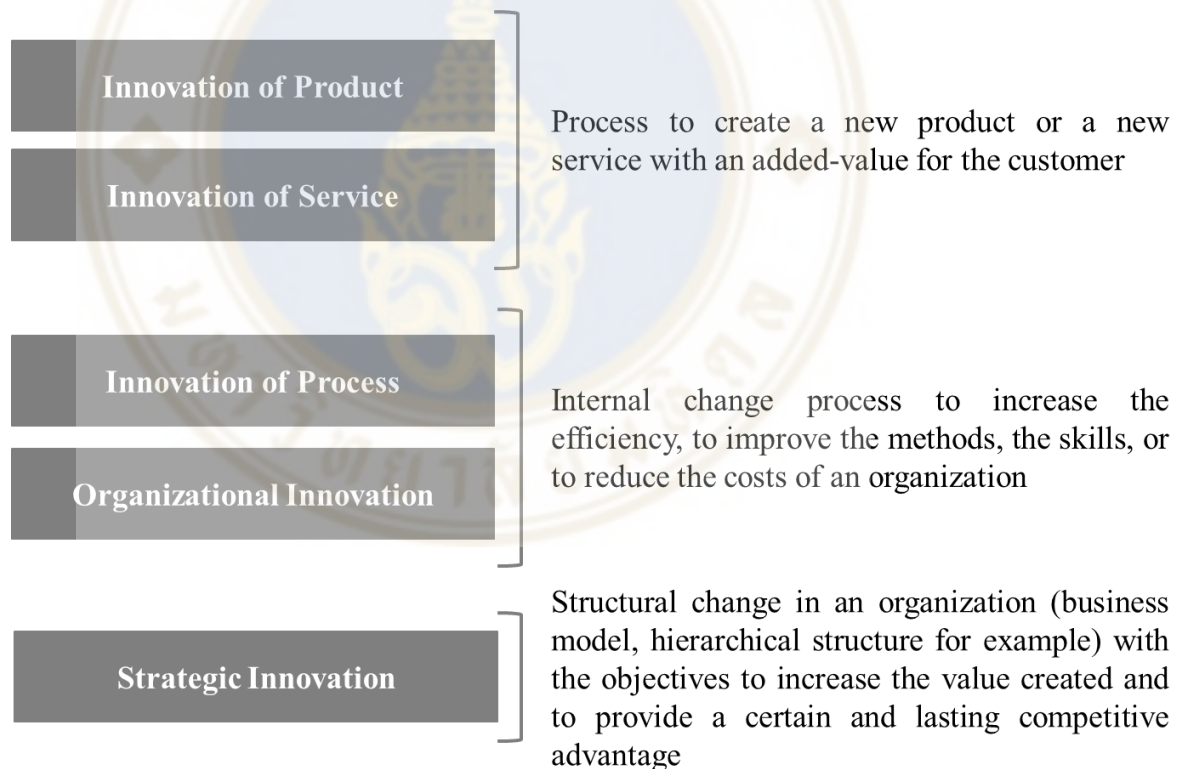 Innovation of Product
Innovation of Service
Process to create a new product or a new
service with an added-value for the customer
Innovation of Process
Organizational Innovation
Internal change process to increase the
efficiency, to improve the methods, the skills, or
to reduce the costs of an organization
Strategic Innovation
Structural change in an organization (business
model, hierarchical structure for example) with
the objectives to increase the value created and
to provide a certain and lasting competitive
advantage